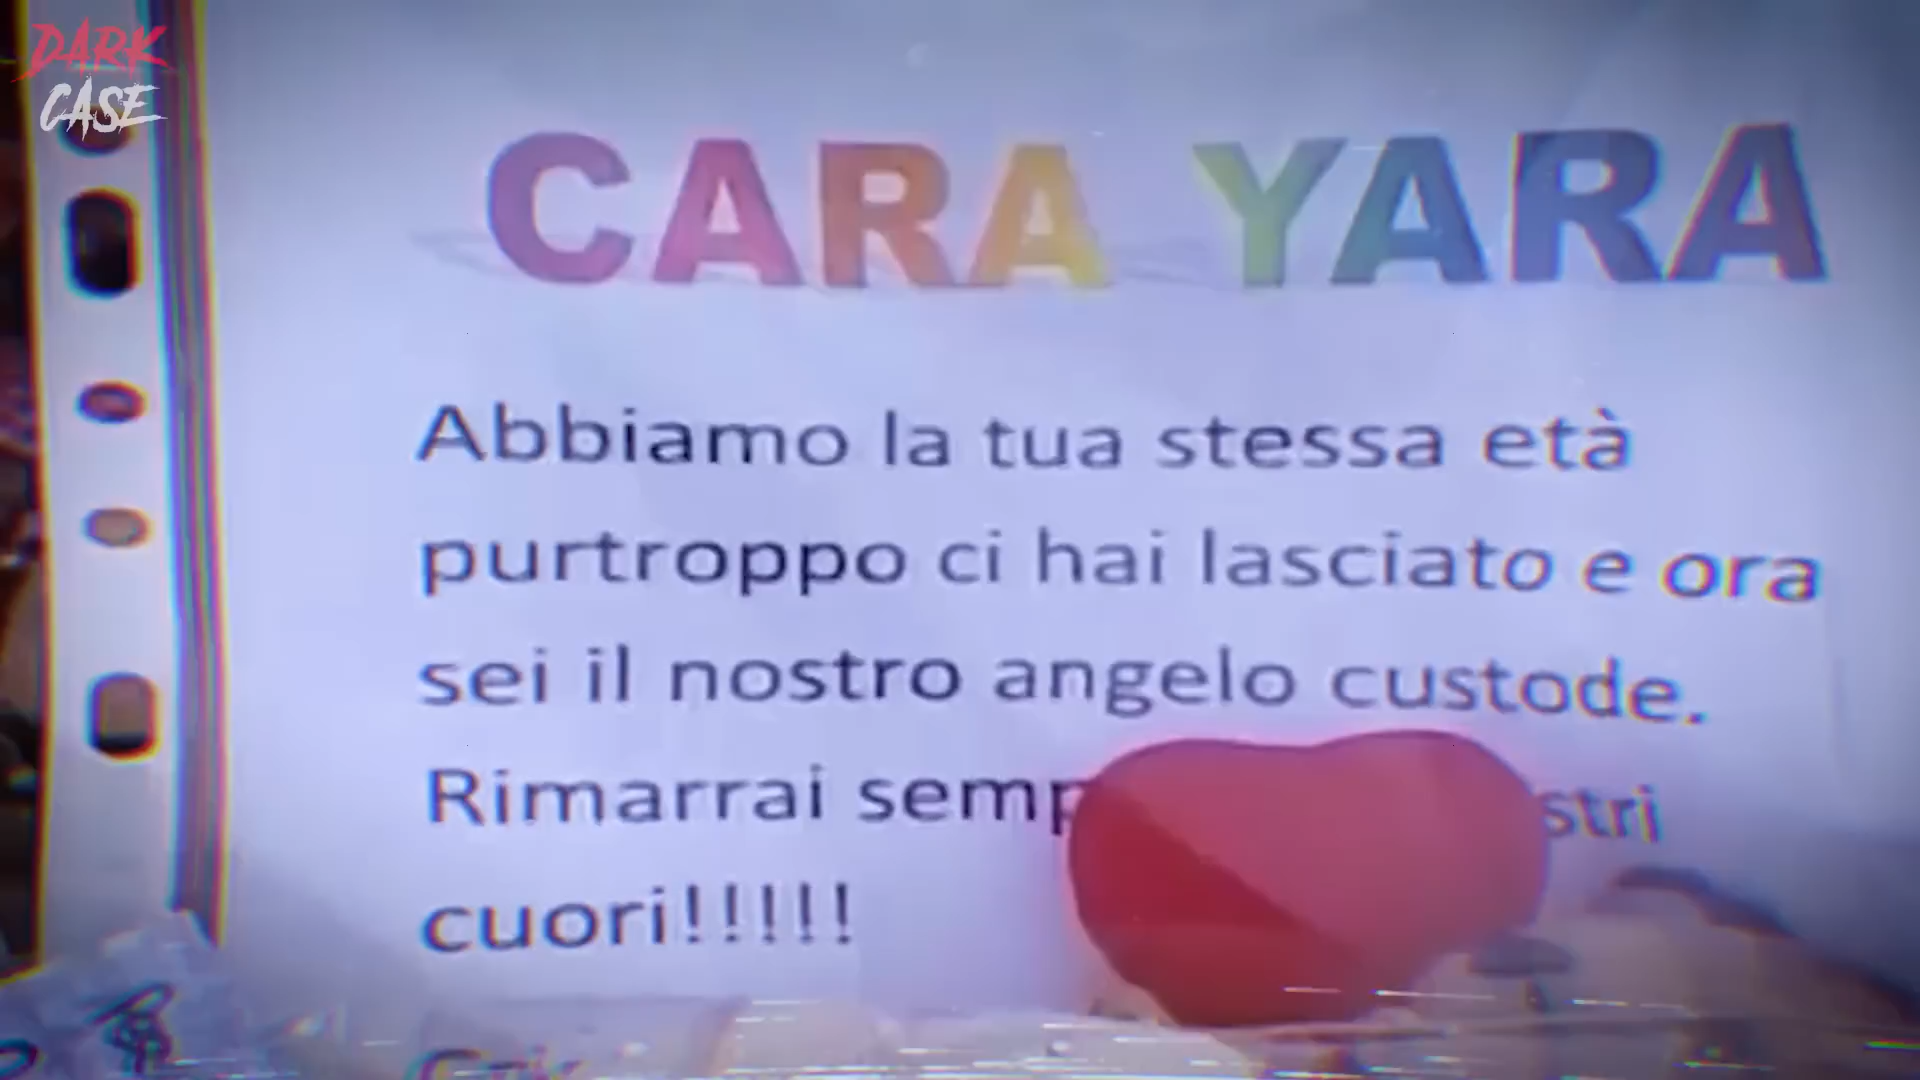 DARK
CASE
CARA YARA
Abbiamo la tua stessa età
purtroppo ci hai lasciato e ora
sei il nostro angelo custode.
Rimarrai
cuori!!!!!